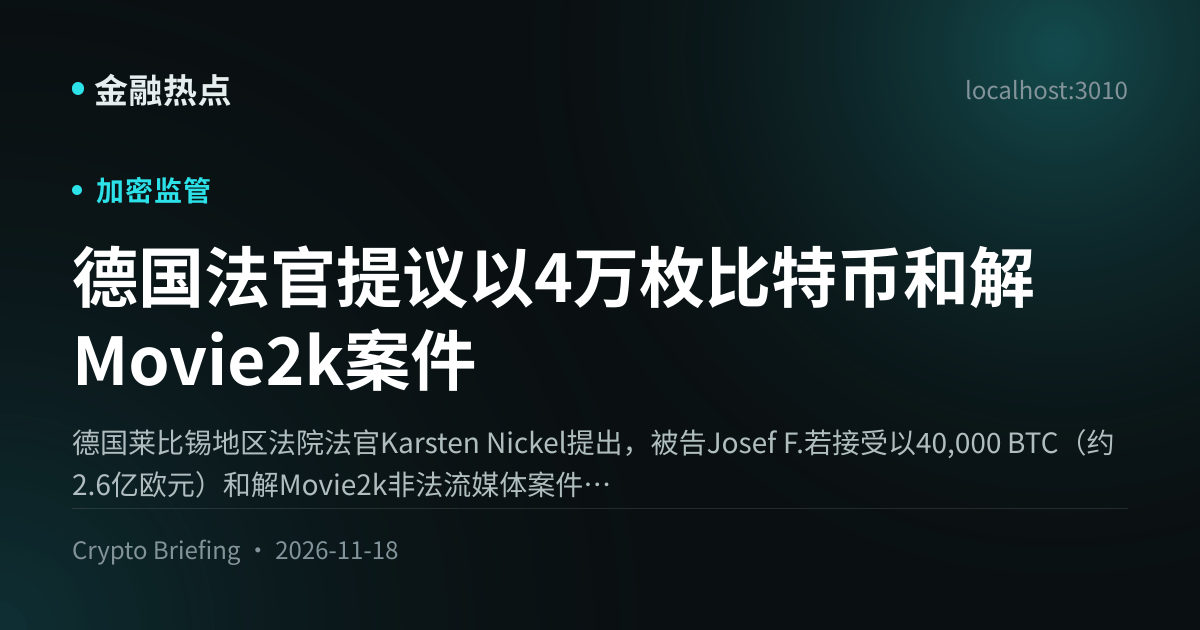 金融热点
localhost:3010
加密监管
德国法官提议以4万枚比特币和解
Movie2k案件
德国莱比锡地区法院法官Karsten Nickel提出，被告Josef F.若接受以40,000 BTC（约
2.6亿欧元）和解Movie2k非法流媒体案件…
Crypto Briefing · 2026-11-18